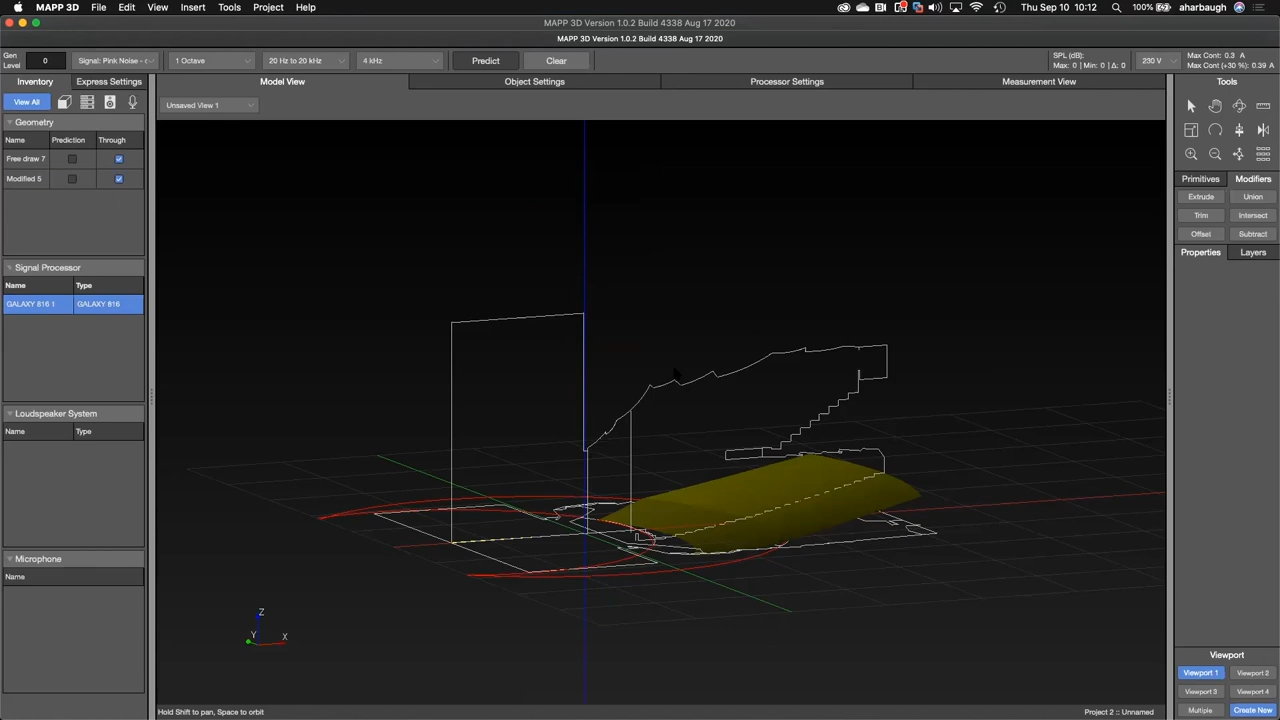 MAPP 3D File Edit View Insert Tools Project Help
100% Thu Sep 10 10:12 aharbaugh
MAPP 3D Version 1.0.2 Build 4338 Aug 17 2020
MAPP 3D Version 1.0.2 Build 4338 Aug 17 2020
Gen Level 0 Signal: Pink Noise - 1 Octave 20 Hz to 20 kHz 4 kHz Predict Clear
SPL (dB):
Max: 0 | Min: 0 | Δ: 0
230 V
Max Cont: 0.3 A
Max Cont (+30 %): 0.39 A
Inventory Express Settings
Model View Object Settings Processor Settings Measurement View
Tools
View All
Unsaved View 1
Geometry
Name Prediction Through
Free draw 7
Modified 5
Signal Processor
Name Type
GALAXY 816 1 GALAXY 816
Loudspeaker System
Name Type
Microphone
Name
Z
Y
X
Hold Shift to pan, Space to orbit
Project 2 :: Unnamed
Primitives Modifiers
Extrude Union
Trim Intersect
Offset Subtract
Properties Layers
Viewport
Viewport 1 Viewport 2
Viewport 3 Viewport 4
Multiple Create New